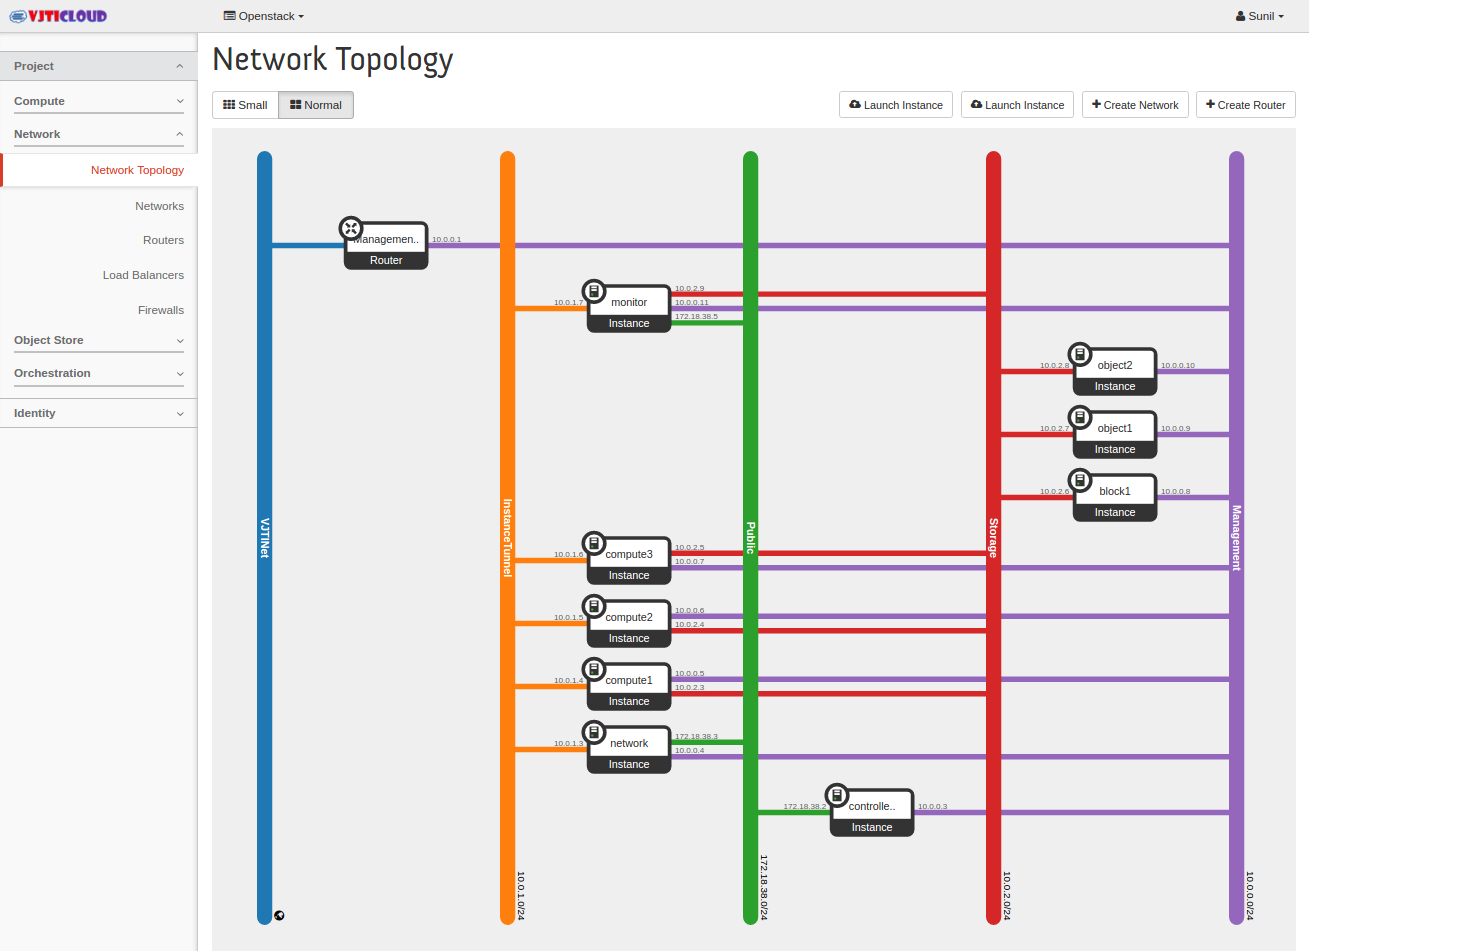 VJTICLOUD
Openstack
Sunil
Project
Compute
Network
Network Topology
Networks
Routers
Load Balancers
Firewalls
Object Store
Orchestration
Identity
Network Topology
Small
Normal
Launch Instance
Launch Instance
Create Network
Create Router
Managemen..
Router
10.0.0.1
10.0.1.7
monitor
Instance
10.0.2.9
10.0.0.11
172.18.38.5
10.0.2.8
object2
Instance
10.0.0.10
10.0.2.7
object1
Instance
10.0.0.9
10.0.2.6
block1
Instance
10.0.0.8
VJTINet
InstanceTunnel
Public
Storage
Management
10.0.1.6
compute3
Instance
10.0.2.5
10.0.0.7
10.0.1.5
compute2
Instance
10.0.0.6
10.0.2.4
10.0.1.4
compute1
Instance
10.0.0.5
10.0.2.3
10.0.1.3
network
Instance
172.18.38.3
10.0.0.4
172.18.38.2
controlle..
Instance
10.0.0.3
10.0.1.0/24
172.18.38.0/24
10.0.2.0/24
10.0.0.0/24